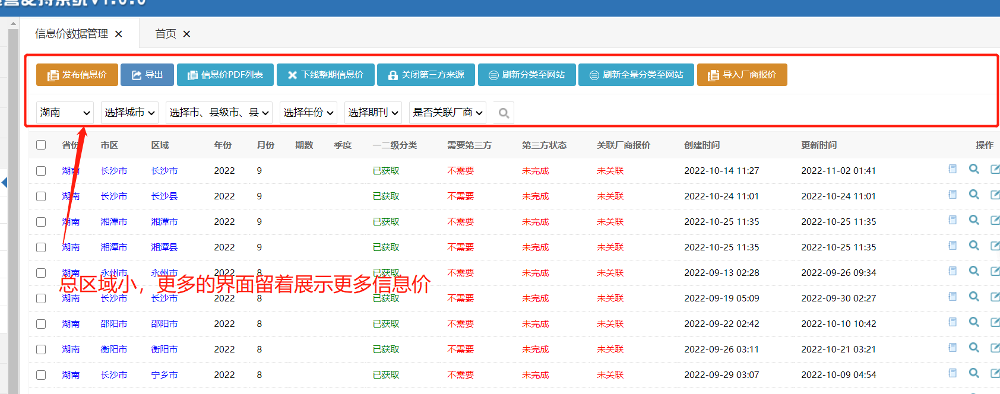 信息价数据管理 × 首页 ×
发布信息价 导出 信息价PDF列表 下线整期信息价 关闭第三方来源 刷新分类至网站 刷新全量分类至网站 导入厂商报价
湖南 选择城市 选择市、县级市、县 选择年份 选择期刊 是否关联厂商
省份 市区 区域 年份 月份 期数 季度 一二级分类 需要第三方 第三方状态 关联厂商报价 创建时间 更新时间 操作
湖南 长沙市 长沙市 2022 9 已获取 不需要 未完成 未关联 2022-10-14 11:27 2022-11-02 01:41
湖南 长沙市 长沙县 2022 9 已获取 不需要 未完成 未关联 2022-10-24 11:01 2022-10-24 11:01
湖南 湘潭市 湘潭市 2022 9 已获取 不需要 未完成 未关联 2022-10-25 11:35 2022-10-25 11:35
湖南 湘潭市 湘潭县 2022 9 已获取 不需要 未完成 未关联 2022-10-25 11:35 2022-10-25 11:35
湖南 永州市 永州市 2022 8 已获取 不需要 未完成 未关联 2022-09-13 02:28 2022-09-26 09:34
总区域小，更多的界面留着展示更多信息价
湖南 长沙市 长沙市 2022 8 已获取 不需要 未完成 未关联 2022-09-19 05:09 2022-09-30 02:27
湖南 邵阳市 邵阳市 2022 8 已获取 不需要 未完成 未关联 2022-09-22 02:42 2022-10-10 10:42
湖南 衡阳市 衡阳市 2022 8 已获取 不需要 未完成 未关联 2022-09-26 03:11 2022-10-21 03:21
湖南 长沙市 宁乡市 2022 8 已获取 不需要 未完成 未关联 2022-09-29 03:07 2022-10-09 04:54